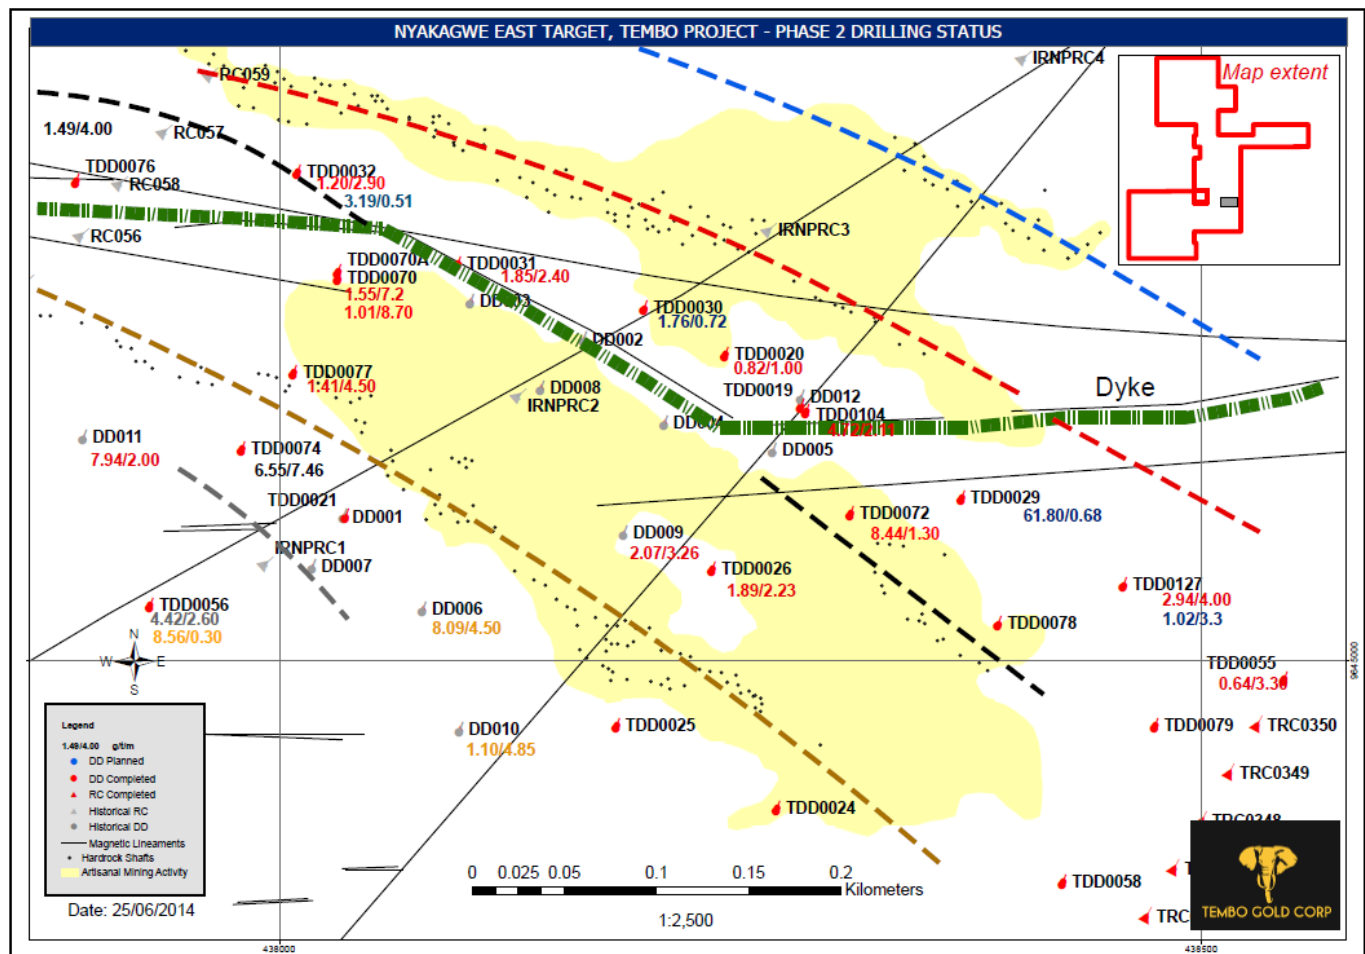 NYAKAGWE EAST TARGET, TEMBO PROJECT - PHASE 2 DRILLING STATUS
IRNPRC4
Map extent
RC059
1.49/4.00
RC057
TDD0076
RC058
TDD0032
1.20/2.90
3.19/0.51
RC056
IRNPRC3
TDD0070A
TDD0070
1.55/7.2
1.01/8.70
TDD0031
1.85/2.40
TDD0030
1.76/0.72
DD002
TDD0020
0.82/1.00
TDD0077
1.41/4.50
DD008
IRNPRC2
TDD0019
DD012
TDD0104
4.72/2.11
Dyke
DD011
7.94/2.00
TDD0074
6.55/7.46
DD005
TDD0021
DD001
TDD0029
61.80/0.68
TDD0072
8.44/1.30
DD009
2.07/3.26
IRNPRC1
DD007
TDD0026
1.89/2.23
TDD0127
2.94/4.00
1.02/3.3
TDD0056
4.42/2.60
8.56/0.30
DD006
8.09/4.50
TDD0078
N
W
E
S
TDD0055
9645000
DD010
1.10/4.85
TDD0025
TDD0079
TRC0350
TRC0349
TRC0348
TDD0024
TDD0058
TRC
Legend
1.49/4.00 g/t/m
DD Planned
DD Completed
RC Completed
Historical RC
Historical DD
Magnetic Lineaments
Hardrock Shafts
Artisanal Mining Activity
Date: 25/06/2014
0 0.025 0.05 0.1 0.15 0.2
Kilometers
1:2,500
TEMBO GOLD CORP
438000
438500